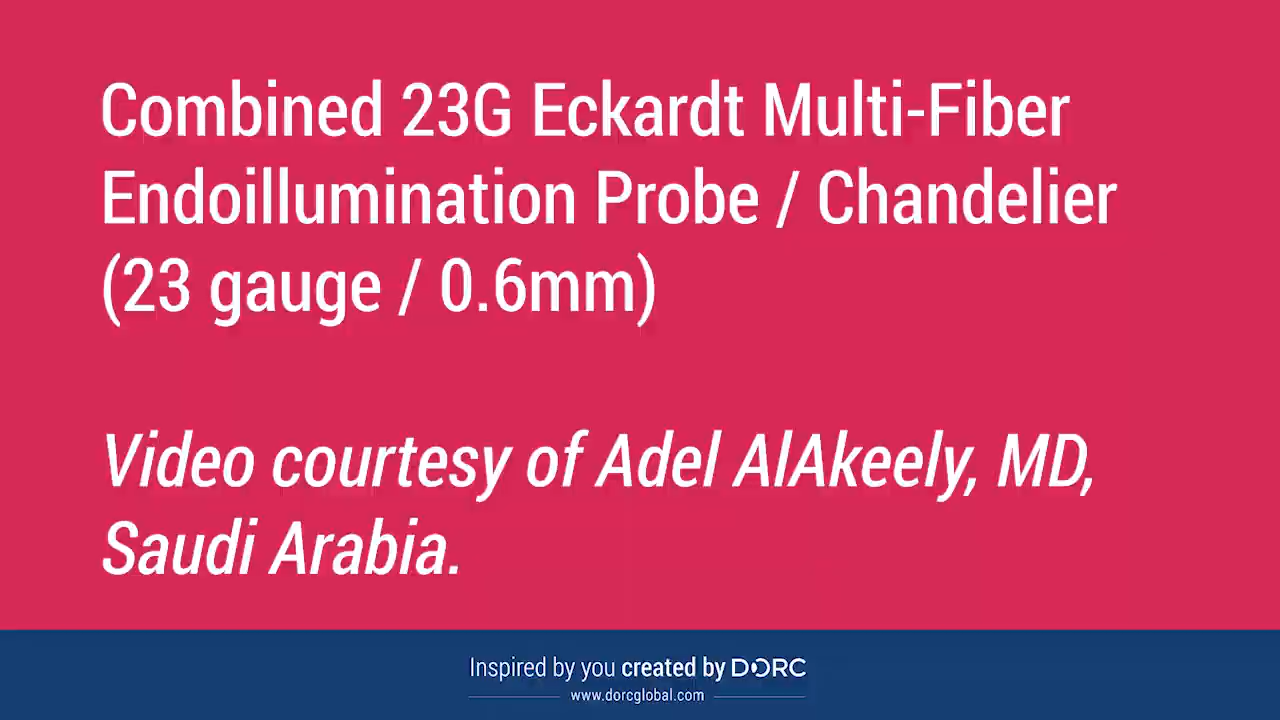 Combined 23G Eckardt Multi-Fiber
Endoillumination Probe / Chandelier
(23 gauge / 0.6mm)
Video courtesy of Adel AlAkeely, MD,
Saudi Arabia.
Inspired by you created by DORC
www.dorcglobal.com